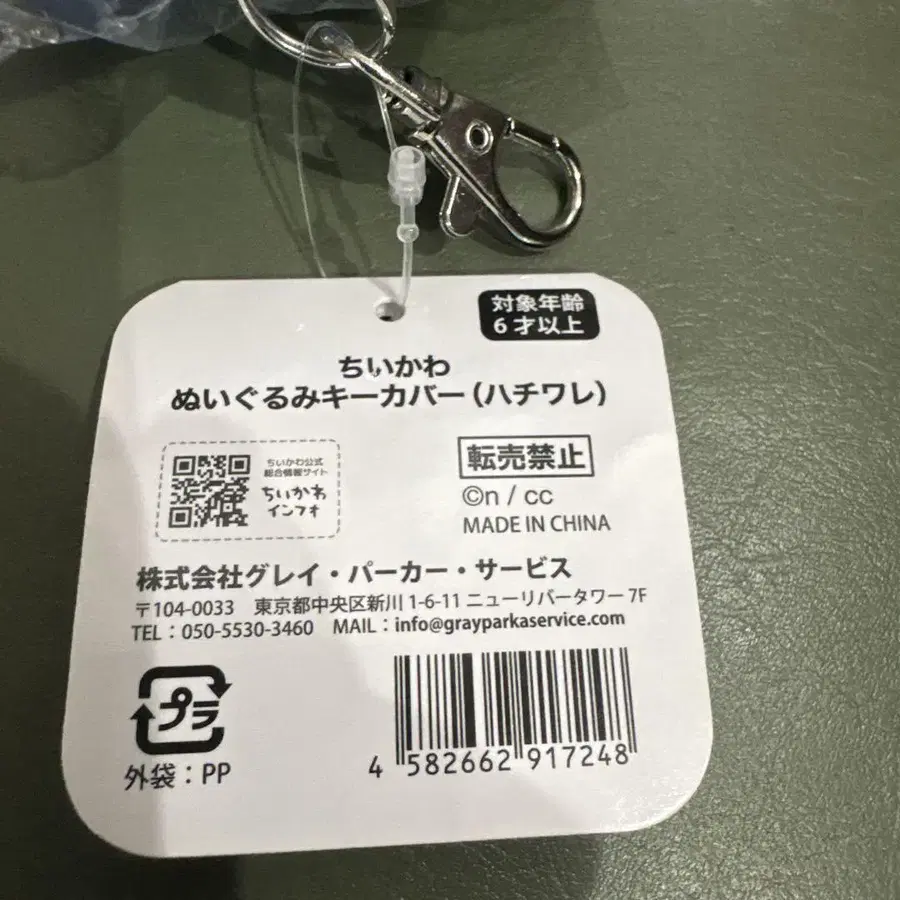 対象年齢
6才以上
ちいかわ
ぬいぐるみキーカバー(ハチワレ)
ちいかわ公式
総合情報サイト
ちいかわ
インフォ
転売禁止
©n / cc
MADE IN CHINA
株式会社グレイ・パーカー・サービス
〒104-0033 東京都中央区新川 1-6-11 ニューリバータワー 7F
TEL：050-5530-3460 MAIL：info@grayparkaservice.com
プラ
外袋：PP
4 582662 917248